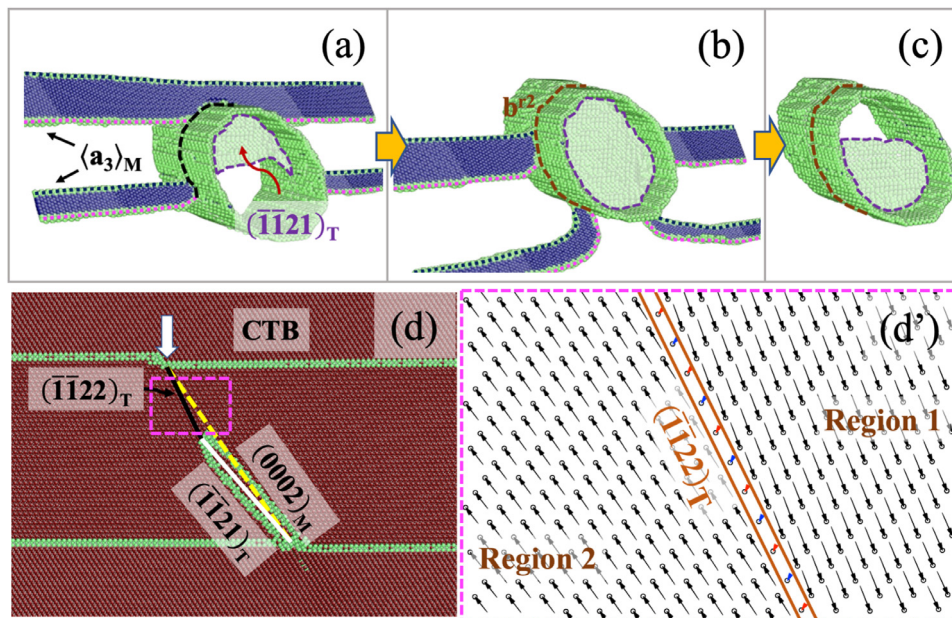 (a)
⟨a₃⟩M
(1̅1̅21)T
(b)
bʳ²
(c)
(d)
CTB
(1̅1̅22)T
(0002)M
(1̅1̅21)T
(d')
Region 1
(1̅1̅22)T
Region 2